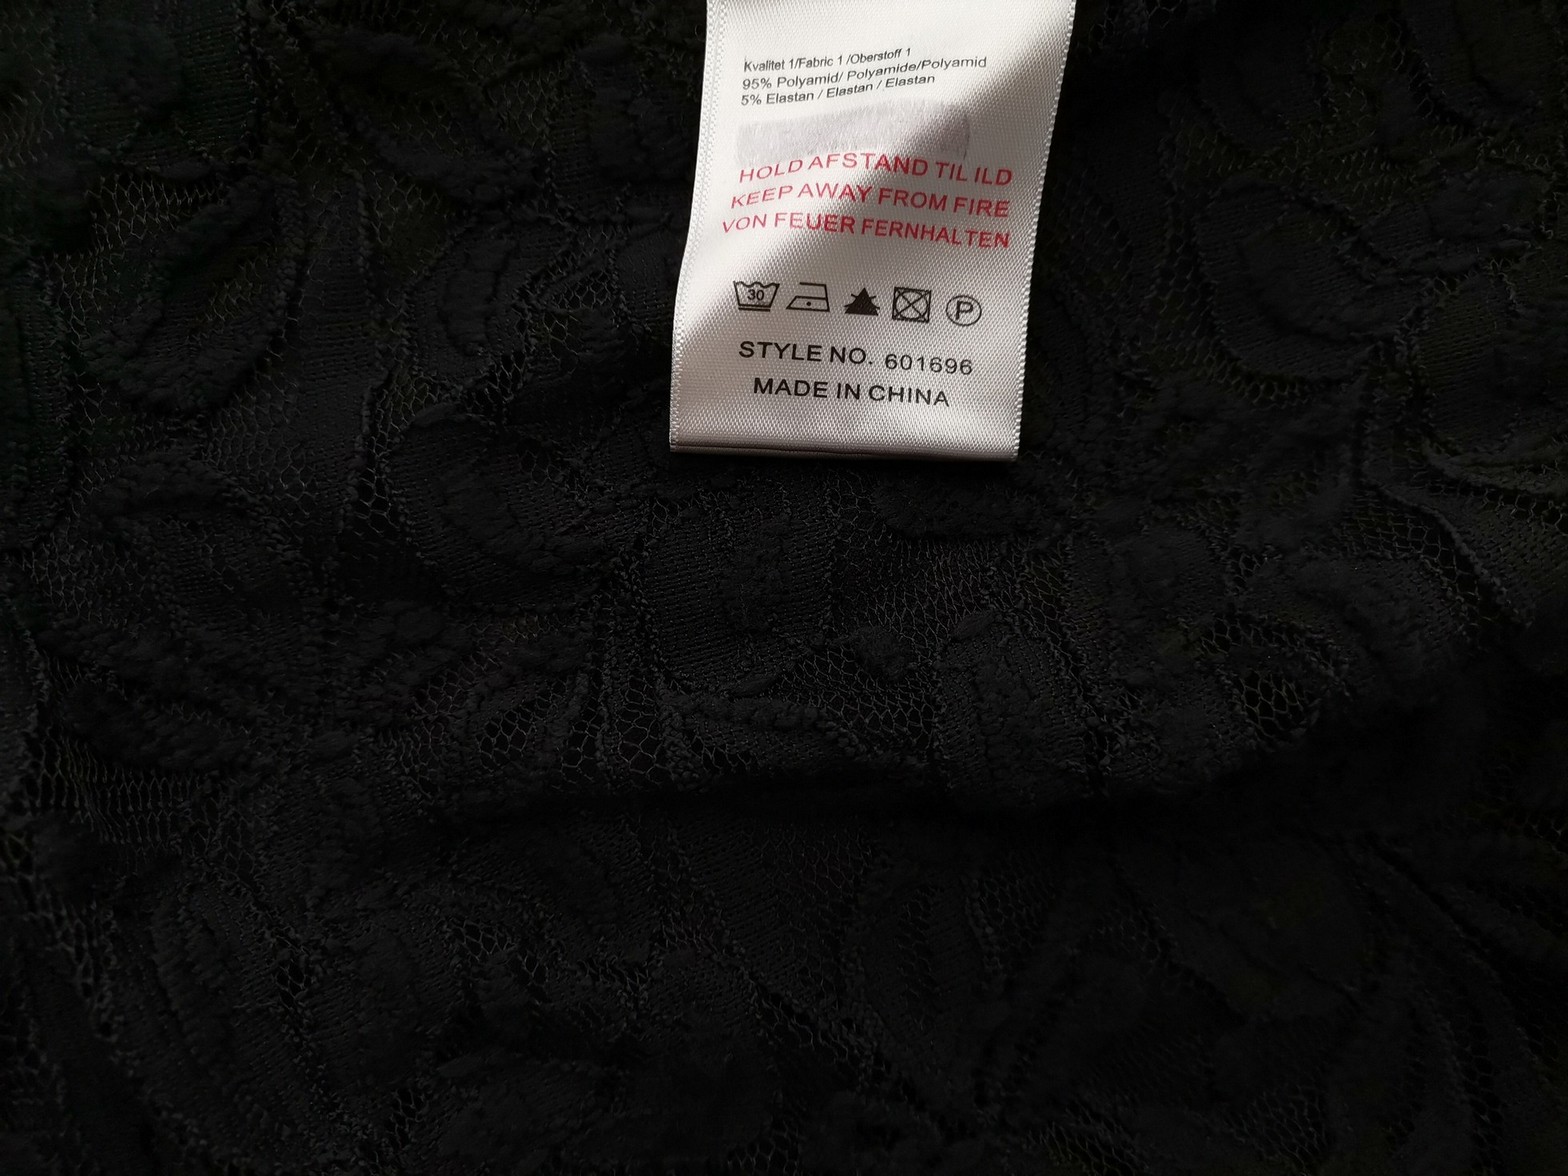 Kvalitet 1/Fabric 1 /Oberstoff 1
95% Polyamid/ Polyamide/Polyamid
5% Elastan / Elastan / Elastan
HOLD AFSTAND TIL ILD
KEEP AWAY FROM FIRE
VON FEUER FERNHALTEN
30 P
STYLE NO. 601696
MADE IN CHINA